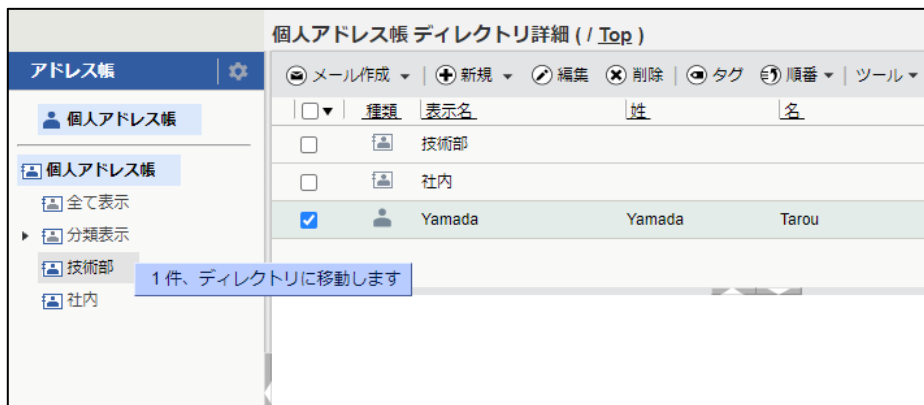 個人アドレス帳 ディレクトリ詳細 ( / Top )
アドレス帳
メール作成 新規 編集 削除 タグ 順番 ツール
個人アドレス帳
種類 表示名 姓 名
技術部
社内
Yamada Yamada Tarou
個人アドレス帳
全て表示
分類表示
技術部
1件、ディレクトリに移動します
社内